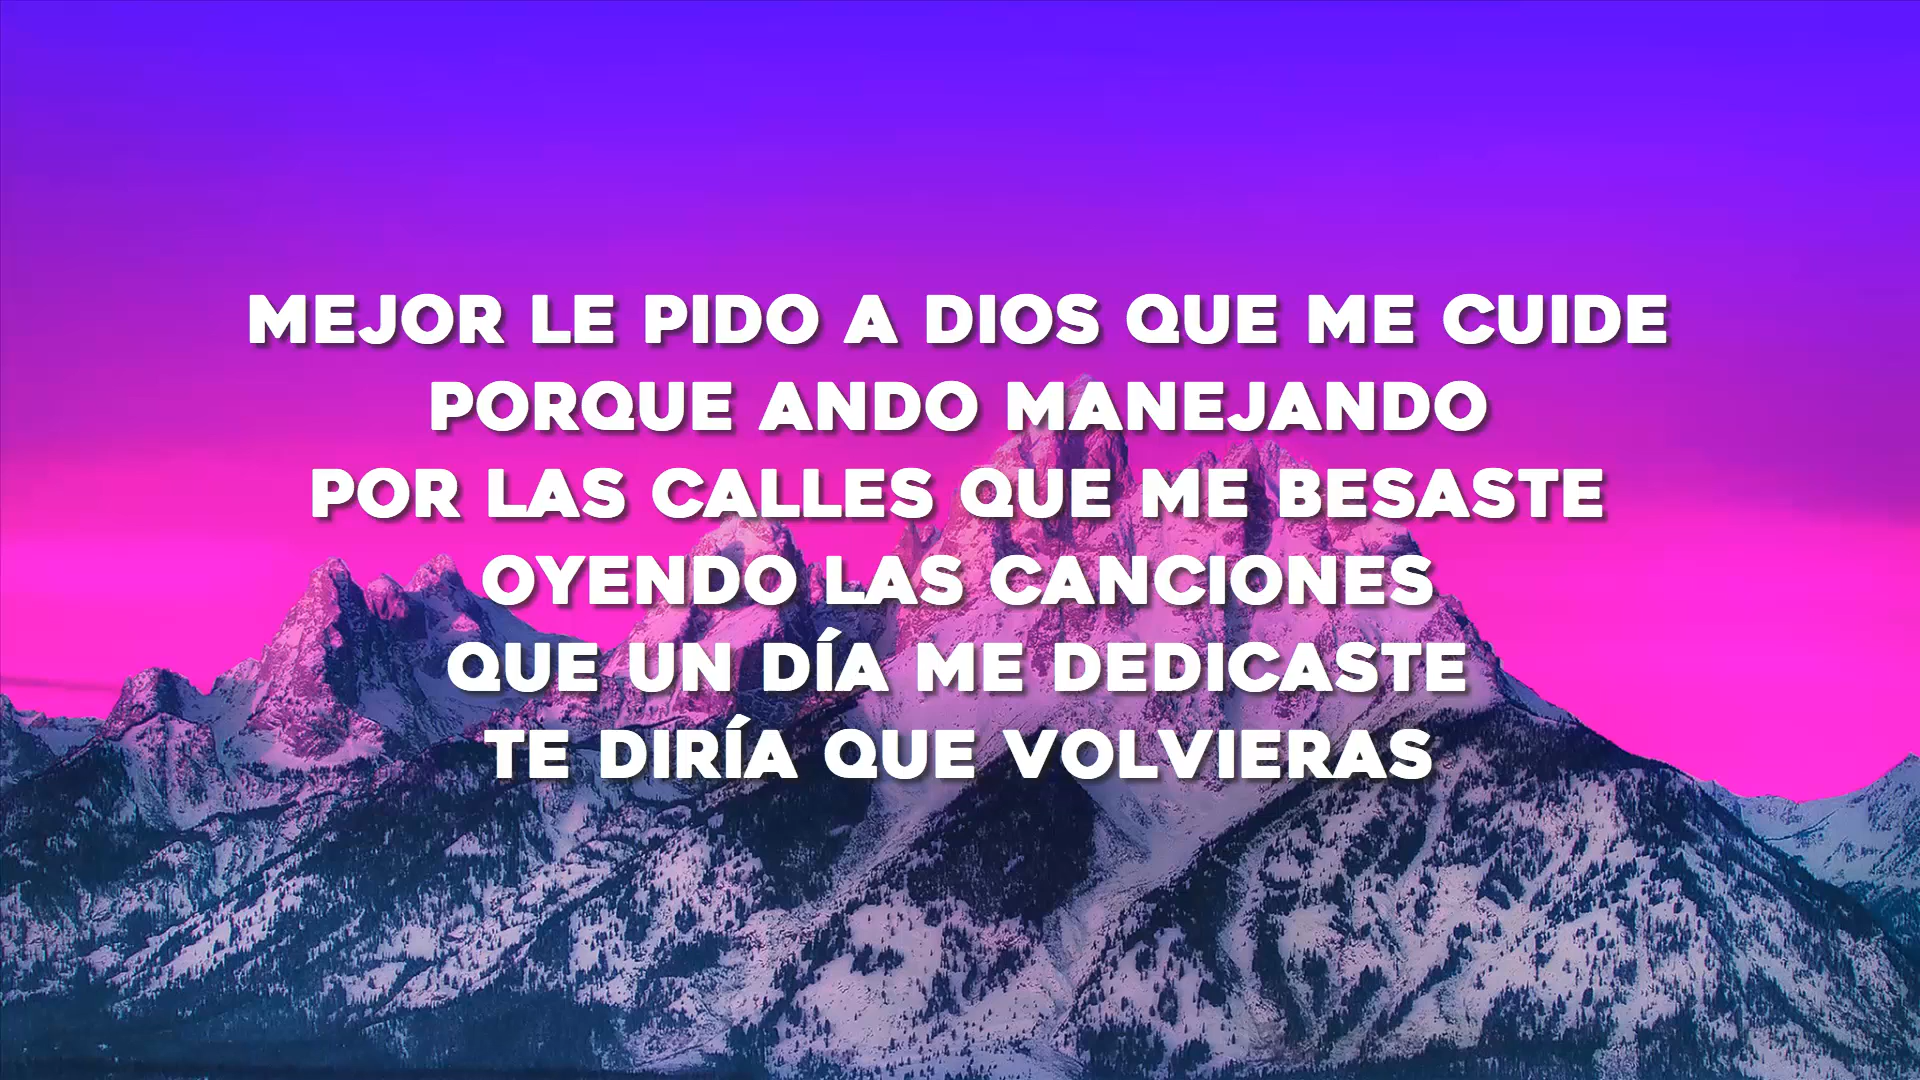 MEJOR LE PIDO A DIOS QUE ME CUIDE
PORQUE ANDO MANEJANDO
POR LAS CALLES QUE ME BESASTE
OYENDO LAS CANCIONES
QUE UN DÍA ME DEDICASTE
TE DIRÍA QUE VOLVIERAS